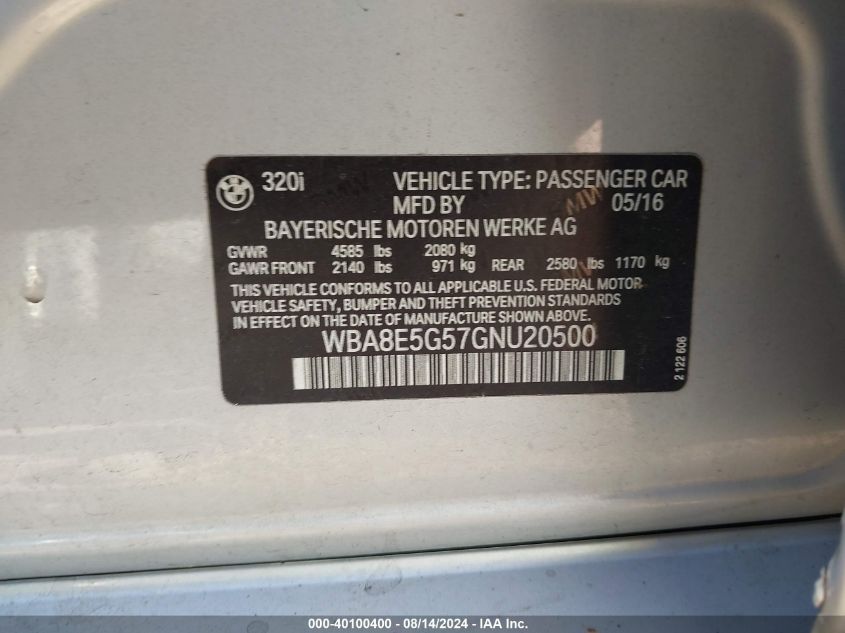 BMW 320i VEHICLE TYPE: PASSENGER CAR
MFD BY 05/16
BAYERISCHE MOTOREN WERKE AG
GVWR 4585 lbs 2080 kg
GAWR FRONT 2140 lbs 971 kg REAR 2580 lbs 1170 kg
THIS VEHICLE CONFORMS TO ALL APPLICABLE U.S. FEDERAL MOTOR
VEHICLE SAFETY, BUMPER AND THEFT PREVENTION STANDARDS
IN EFFECT ON THE DATE OF MANUFACTURE SHOWN ABOVE.
WBA8E5G57GNU20500
2 122 606
000-40100400 - 08/14/2024 - IAA Inc.